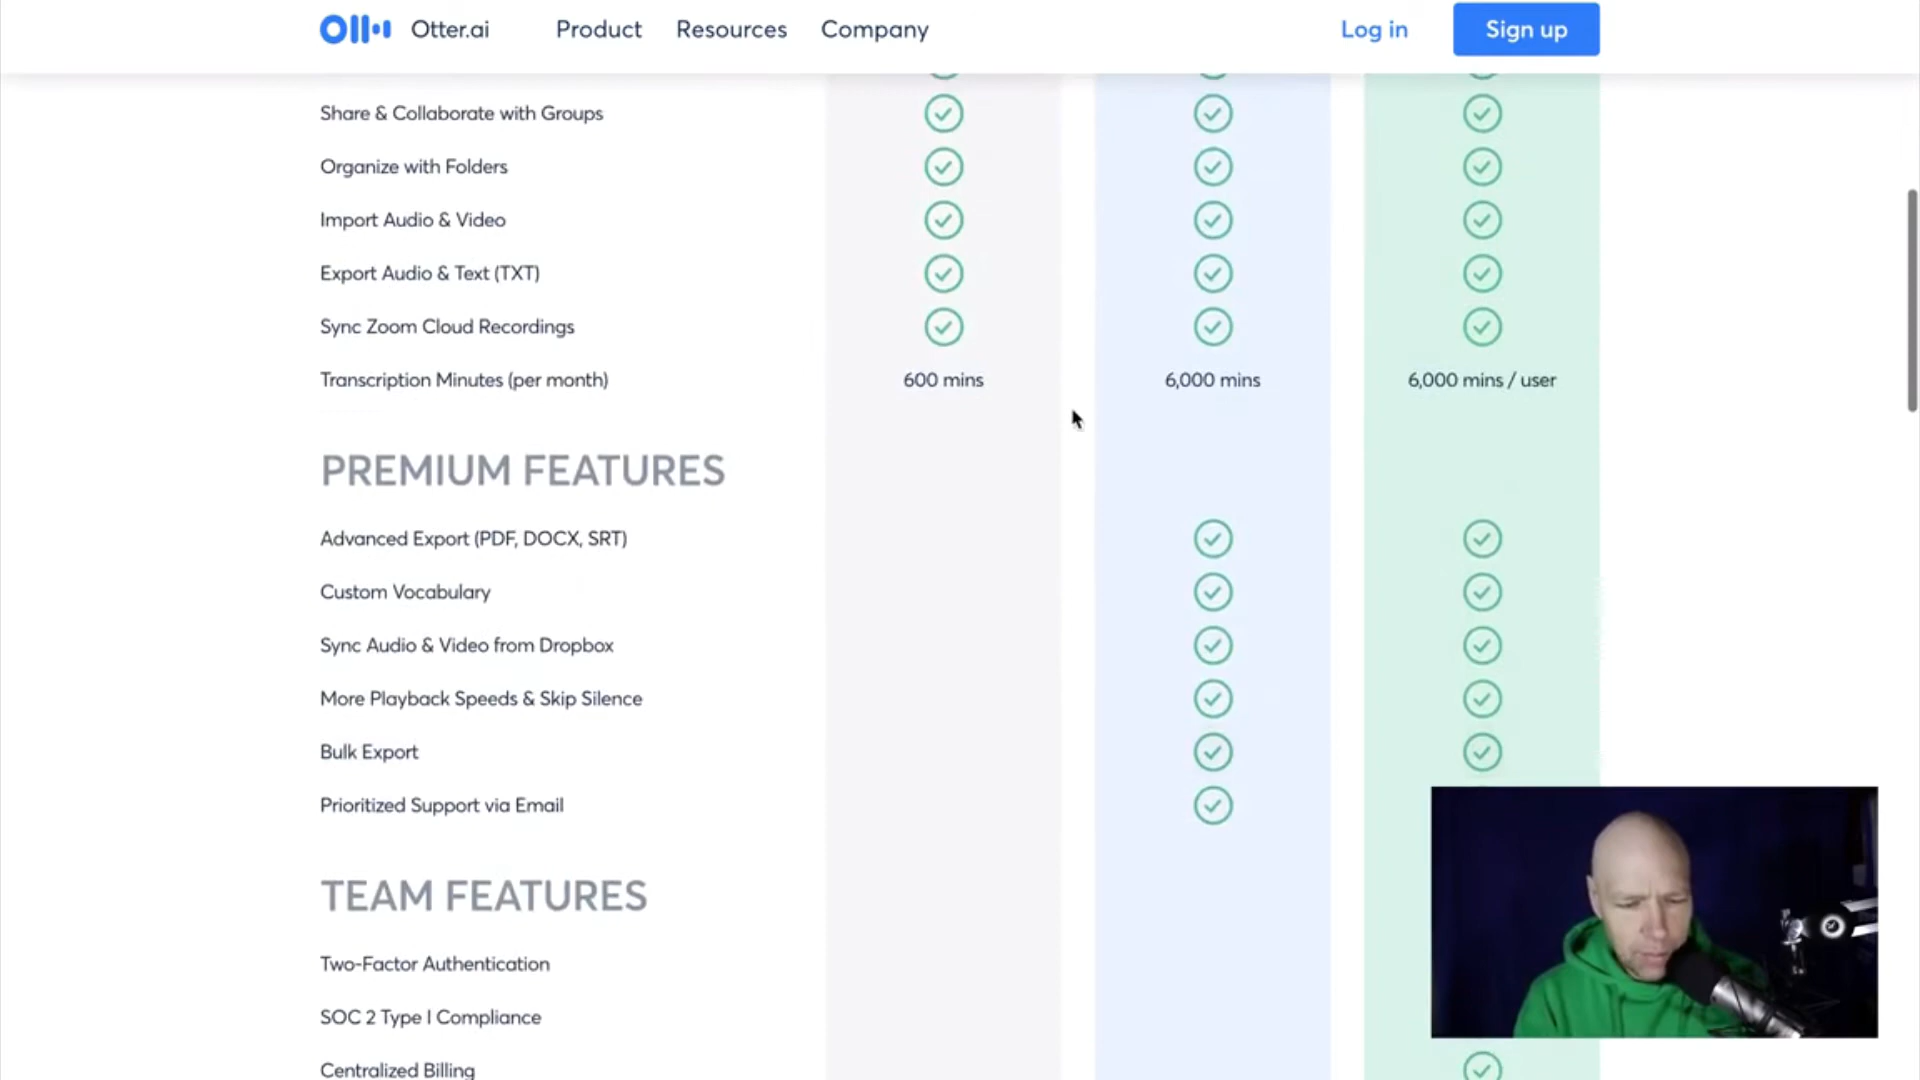 Otter.ai Product Resources Company Log in Sign up
Share & Collaborate with Groups
Organize with Folders
Import Audio & Video
Export Audio & Text (TXT)
Sync Zoom Cloud Recordings
Transcription Minutes (per month) 600 mins 6,000 mins 6,000 mins / user
PREMIUM FEATURES
Advanced Export (PDF, DOCX, SRT)
Custom Vocabulary
Sync Audio & Video from Dropbox
More Playback Speeds & Skip Silence
Bulk Export
Prioritized Support via Email
TEAM FEATURES
Two-Factor Authentication
SOC 2 Type I Compliance
Centralized Billing